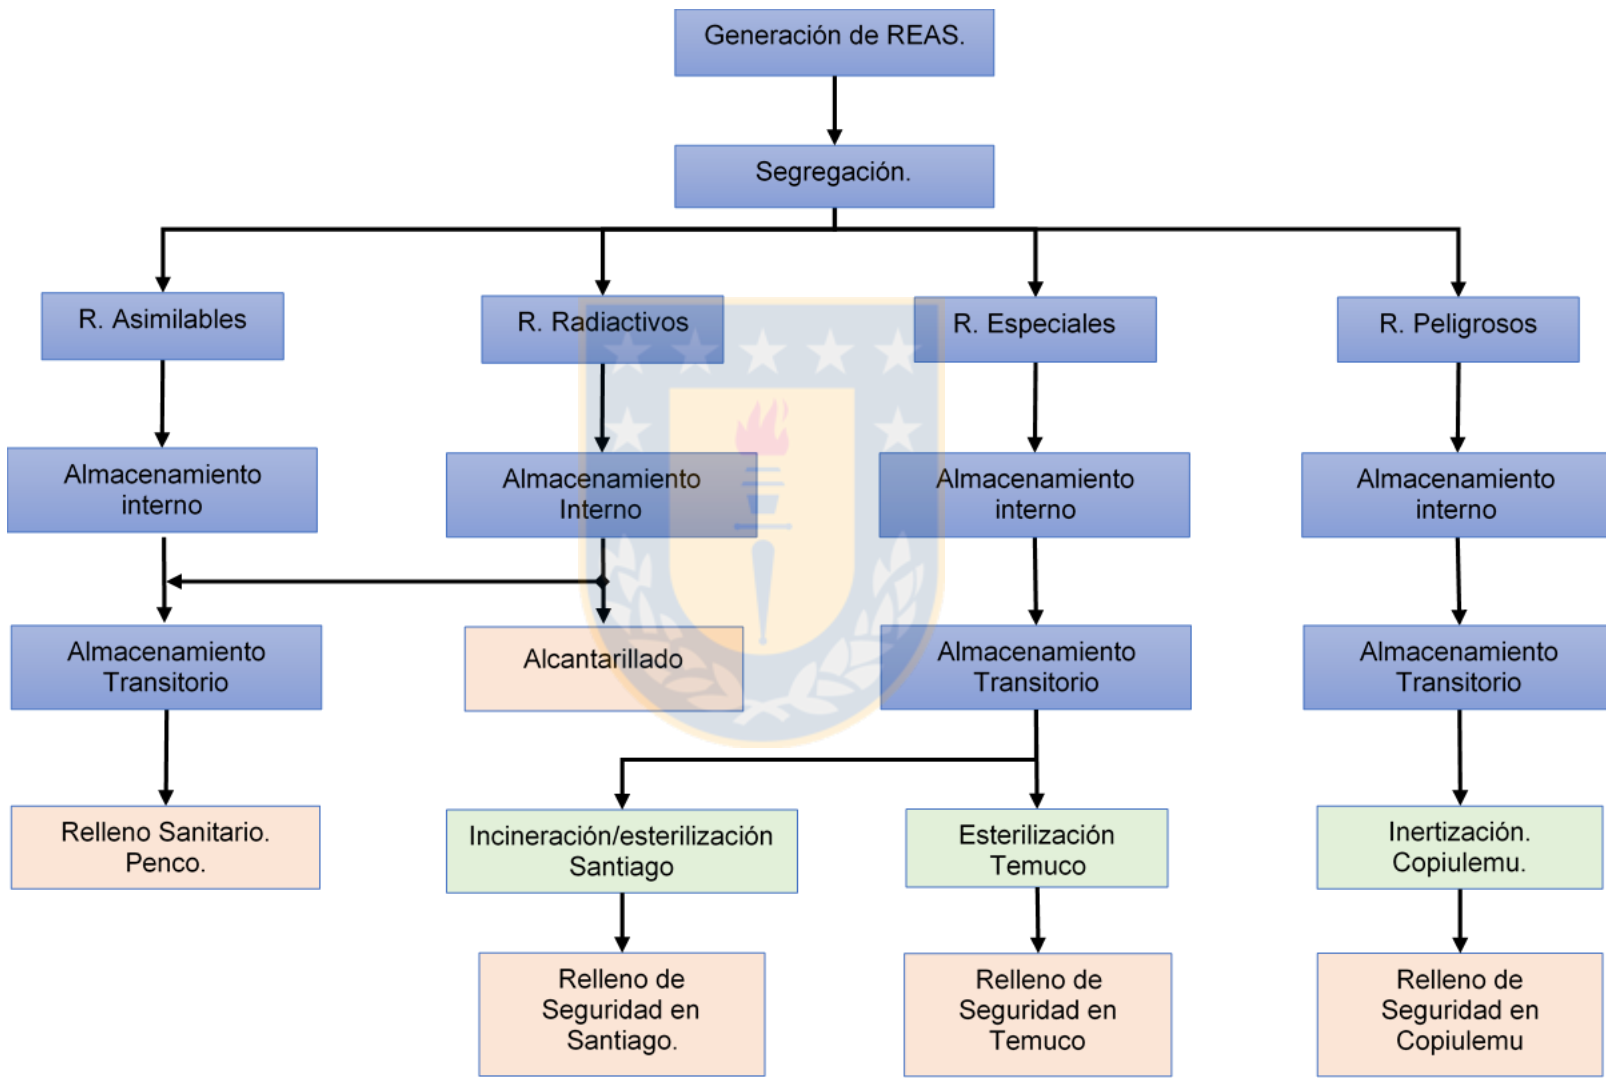 Generación de REAS.
Segregación.
R. Asimilables
R. Radiactivos
R. Especiales
R. Peligrosos
Almacenamiento
interno
Almacenamiento
Interno
Almacenamiento
interno
Almacenamiento
interno
Almacenamiento
Transitorio
Alcantarillado
Almacenamiento
Transitorio
Almacenamiento
Transitorio
Relleno Sanitario.
Penco.
Incineración/esterilización
Santiago
Esterilización
Temuco
Inertización.
Copiulemu.
Relleno de
Seguridad en
Santiago.
Relleno de
Seguridad en
Temuco
Relleno de
Seguridad en
Copiulemu